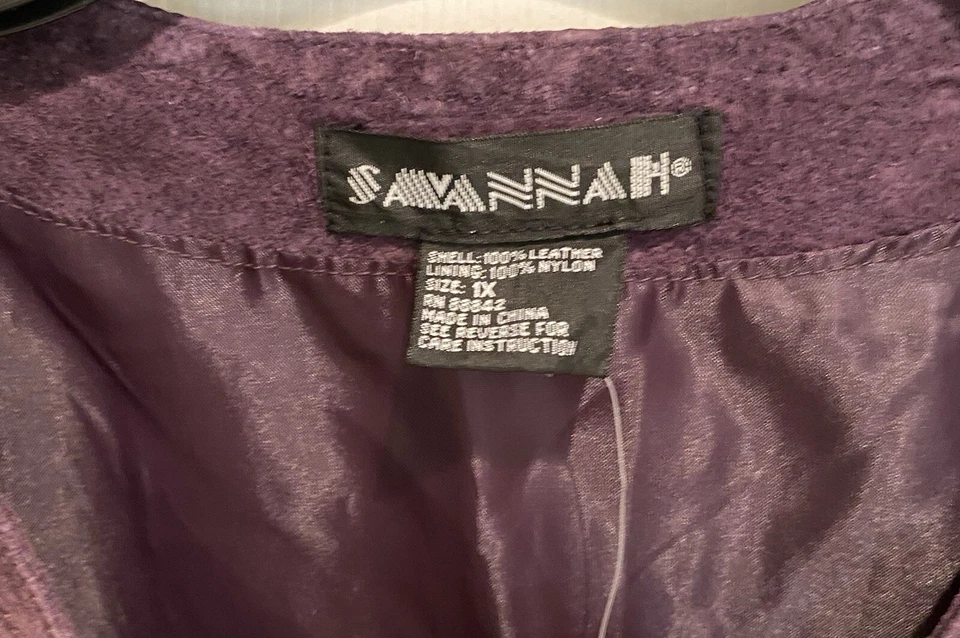 SAVANNAH®
SHELL: 100% LEATHER
LINING: 100% NYLON
SIZE: 1X
RN 88842
MADE IN CHINA
SEE REVERSE FOR
CARE INSTRUCTION